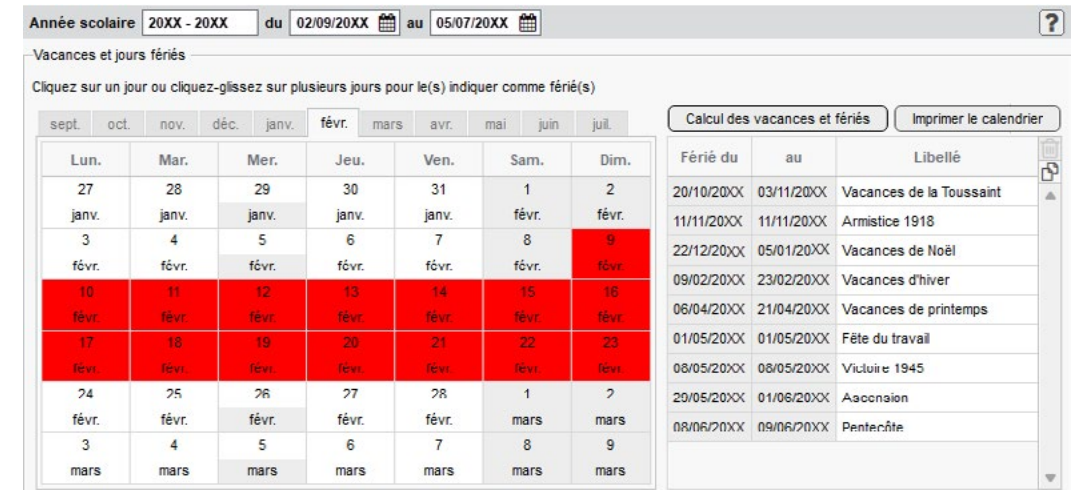 Année scolaire 20XX - 20XX du 02/09/20XX au 05/07/20XX ?
Vacances et jours fériés
Cliquez sur un jour ou cliquez-glissez sur plusieurs jours pour le(s) indiquer comme férié(s)
sept. oct. nov. déc. janv. févr. mars avr. mai juin juil.
Lun. Mar. Mer. Jeu. Ven. Sam. Dim.
27 28 29 30 31 1 2
janv. janv. janv. janv. janv. févr. févr.
3 4 5 6 7 8 9
févr. févr. févr. févr. févr. févr. févr.
10 11 12 13 14 15 16
févr. févr. févr. févr. févr. févr. févr.
17 18 19 20 21 22 23
févr. févr. févr. févr. févr. févr. févr.
24 25 26 27 28 1 2
févr. févr. févr. févr. févr. mars mars
3 4 5 6 7 8 9
mars mars mars mars mars mars mars
Calcul des vacances et fériés Imprimer le calendrier
Férié du au Libellé
20/10/20XX 03/11/20XX Vacances de la Toussaint
11/11/20XX 11/11/20XX Armistice 1918
22/12/20XX 05/01/20XX Vacances de Noël
09/02/20XX 23/02/20XX Vacances d'hiver
06/04/20XX 21/04/20XX Vacances de printemps
01/05/20XX 01/05/20XX Fête du travail
08/05/20XX 08/05/20XX Victoire 1945
29/05/20XX 01/06/20XX Ascension
08/06/20XX 09/06/20XX Pentecôte